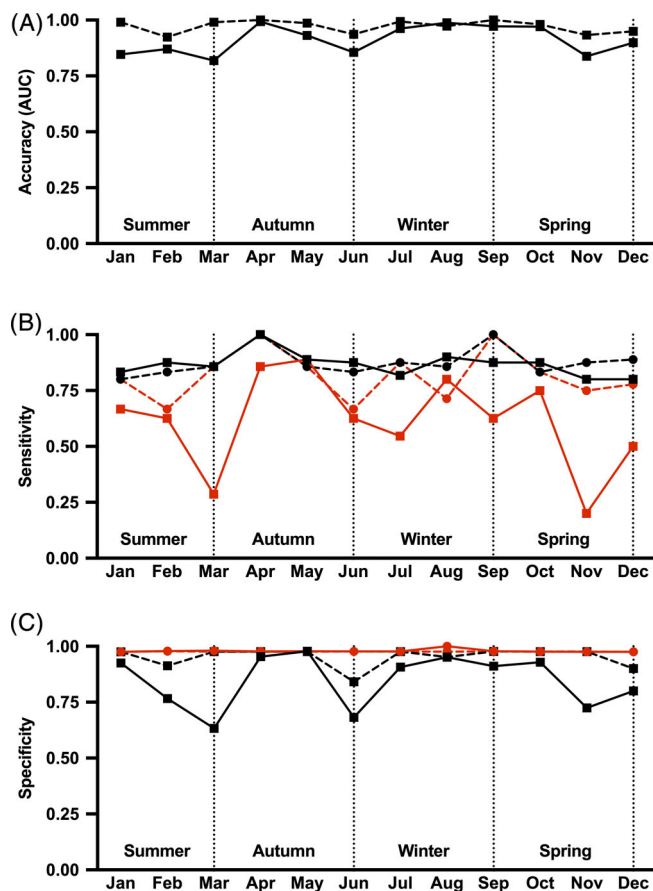 (A)
1.00
0.75
0.50
0.25
0.00
Accuracy (AUC)
Summer Autumn Winter Spring
Jan Feb Mar Apr May Jun Jul Aug Sep Oct Nov Dec
(B)
1.00
0.75
0.50
0.25
0.00
Sensitivity
Summer Autumn Winter Spring
Jan Feb Mar Apr May Jun Jul Aug Sep Oct Nov Dec
(C)
1.00
0.75
0.50
0.25
0.00
Specificity
Summer Autumn Winter Spring
Jan Feb Mar Apr May Jun Jul Aug Sep Oct Nov Dec